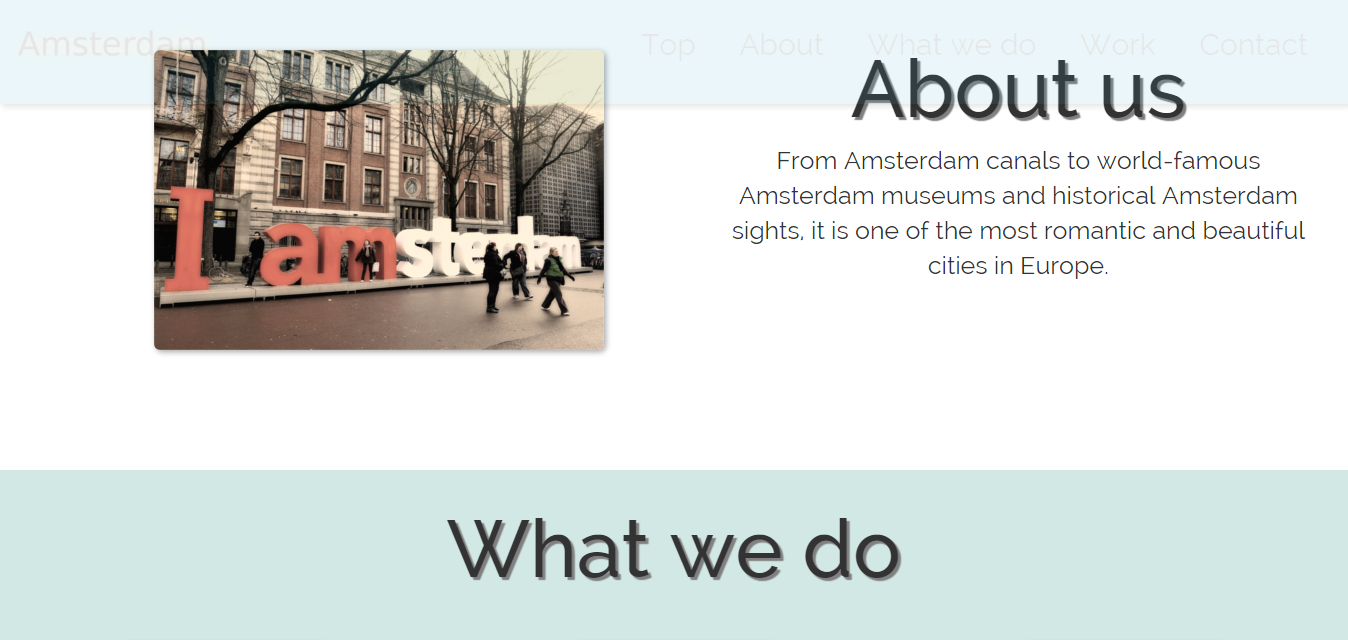 Amsterdam
Top About What we do Work Contact
About us
From Amsterdam canals to world-famous
Amsterdam museums and historical Amsterdam
sights, it is one of the most romantic and beautiful
cities in Europe.
I amsterdam
What we do